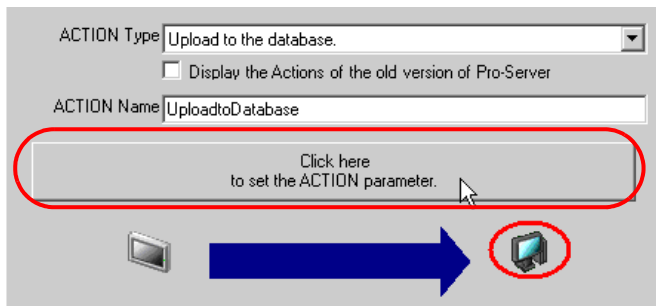 ACTION Type Upload to the database.
Display the Actions of the old version of Pro-Server
ACTION Name UploadtoDatabase
Click here
to set the ACTION parameter.